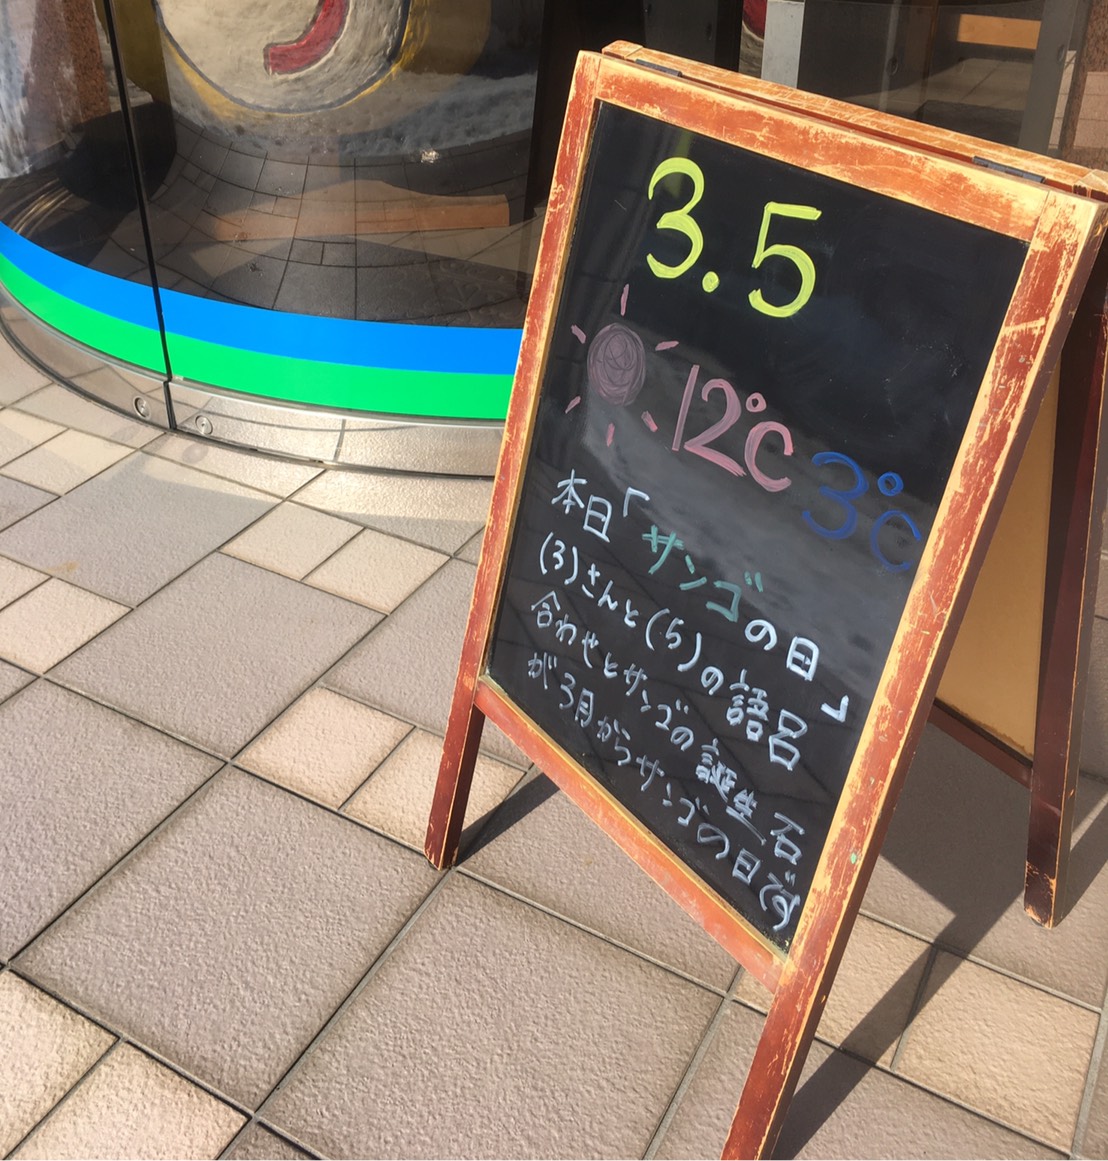 3.5
12℃ 3℃
本日「サンゴの日」
(3)さんと(5)の語呂
合わせとサンゴの誕生石
が3月からサンゴの日です